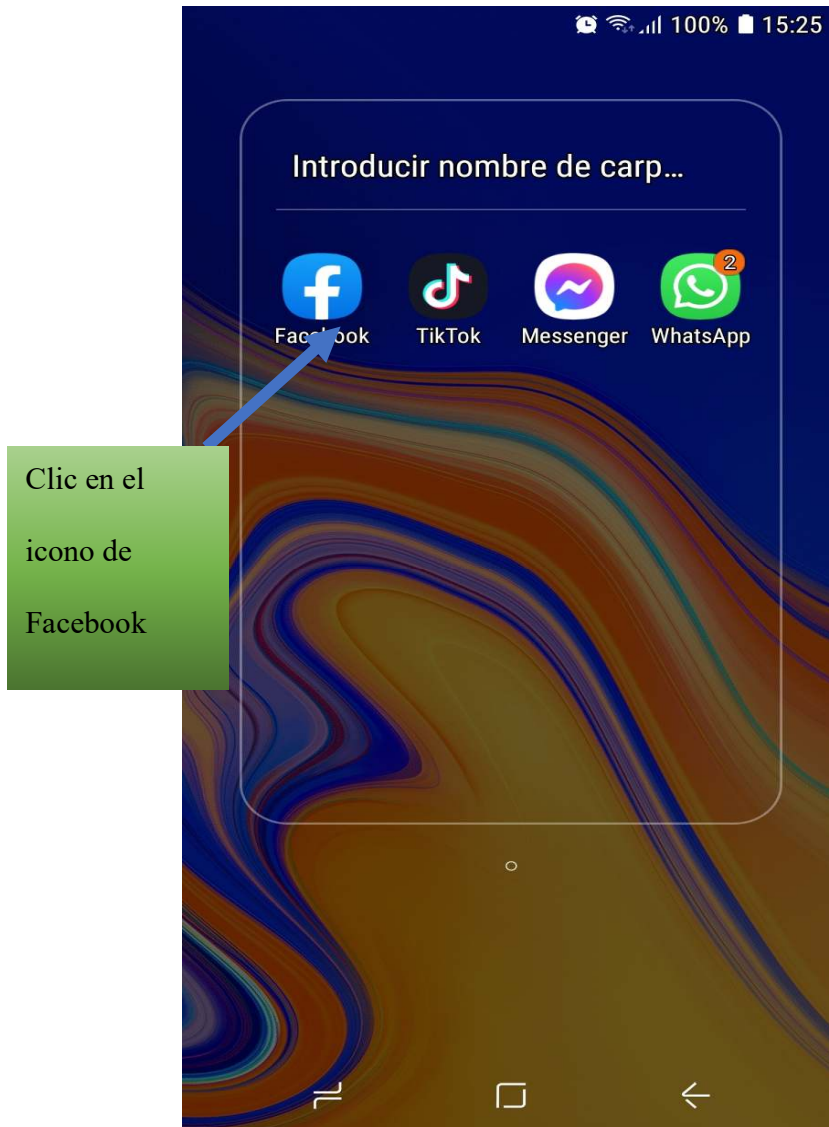 100% 15:25
Introducir nombre de carp...
2
Facebook TikTok Messenger WhatsApp
Clic en el
icono de
Facebook